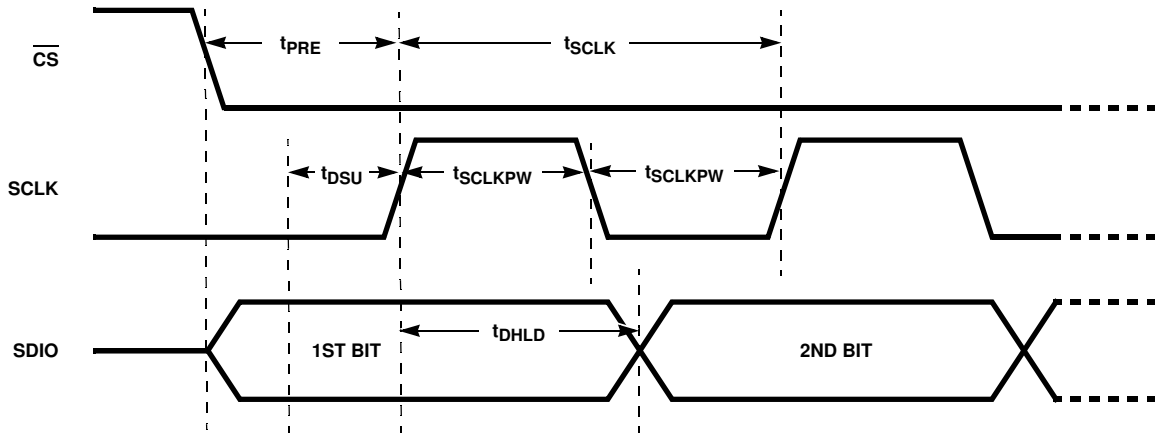 CS
tPRE
tSCLK
SCLK
tDSU
tSCLKPW
tSCLKPW
SDIO
1ST BIT
tDHLD
2ND BIT